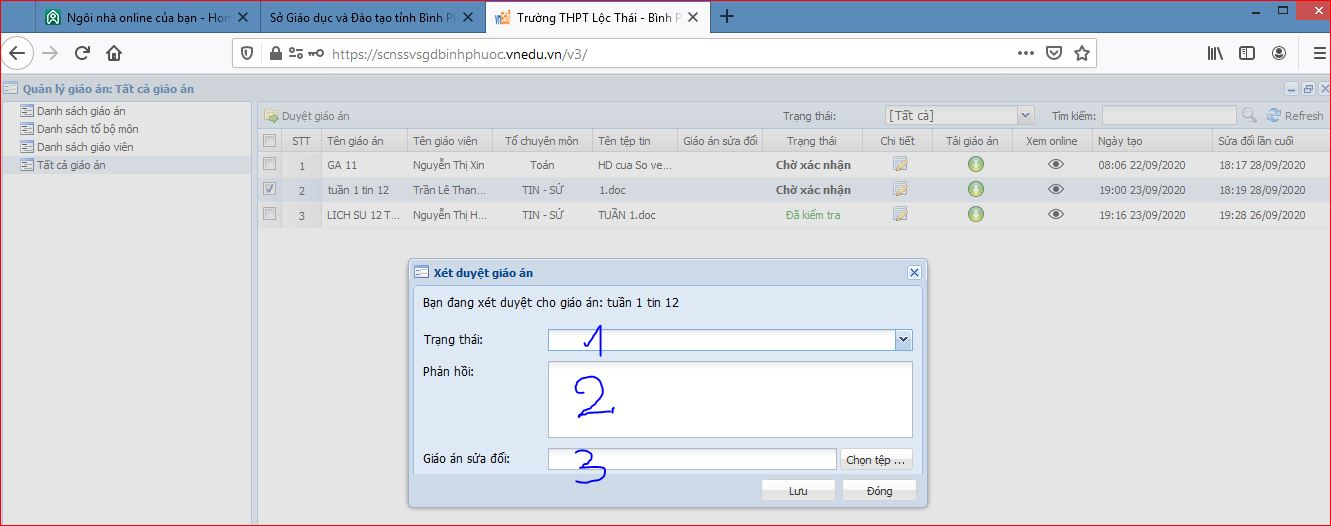 Ngôi nhà online của bạn - Hon
Sở Giáo dục và Đào tạo tỉnh Bình Pl
vnedu Trường THPT Lộc Thái - Bình P
https://scnssvsgdbinhphuoc.vnedu.vn/v3/
Quản lý giáo án: Tất cả giáo án
Danh sách giáo án
Danh sách tổ bộ môn
Danh sách giáo viên
Tất cả giáo án
Duyệt giáo án Trạng thái: [Tất cả] Tìm kiếm: Refresh
STT Tên giáo án Tên giáo viên Tổ chuyên môn Tên tệp tin Giáo án sửa đổi Trạng thái Chi tiết Tải giáo án Xem online Ngày tạo Sửa đổi lần cuối
1 GA 11 Nguyễn Thị Xin Toán HD cua So ve... Chờ xác nhận 08:06 22/09/2020 18:17 28/09/2020
2 tuần 1 tin 12 Trần Lê Than... TIN - SỬ 1.doc Chờ xác nhận 19:00 23/09/2020 18:19 28/09/2020
3 LICH SU 12 T... Nguyễn Thị H... TIN - SỬ TUẦN 1.doc Đã kiểm tra 19:16 23/09/2020 19:28 26/09/2020
Xét duyệt giáo án
Bạn đang xét duyệt cho giáo án: tuần 1 tin 12
Trạng thái: 1
Phản hồi: 2
Giáo án sửa đổi: 3 Chọn tệp ...
Lưu Đóng